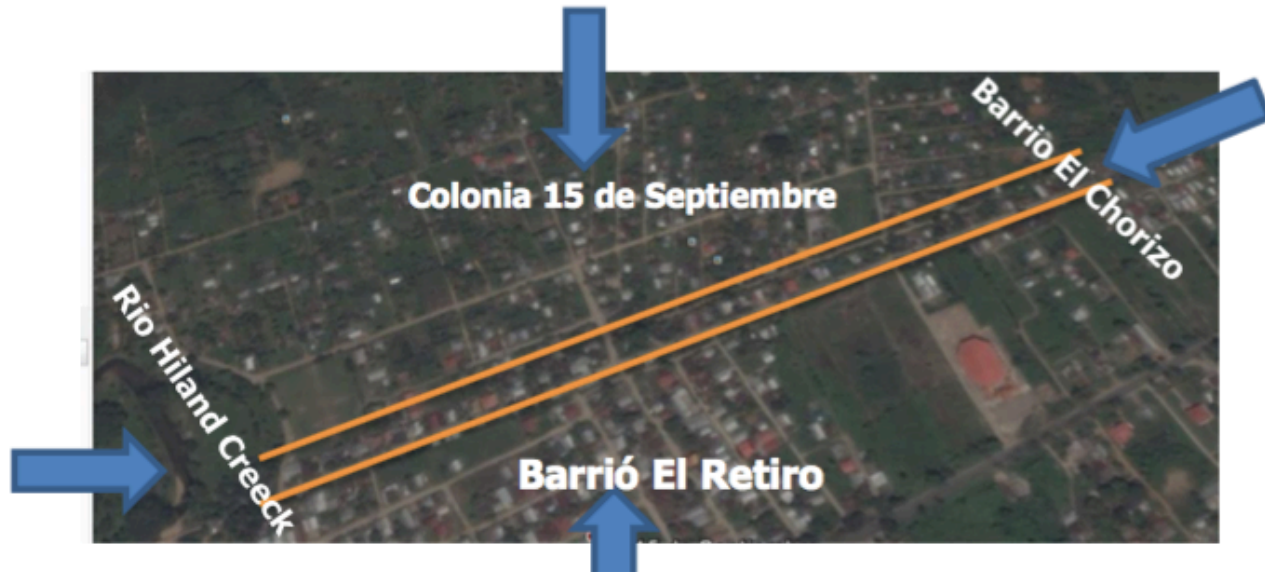 Barrio El Chorizo
Colonia 15 de Septiembre
Rio Hiland Creeck
Barrió El Retiro